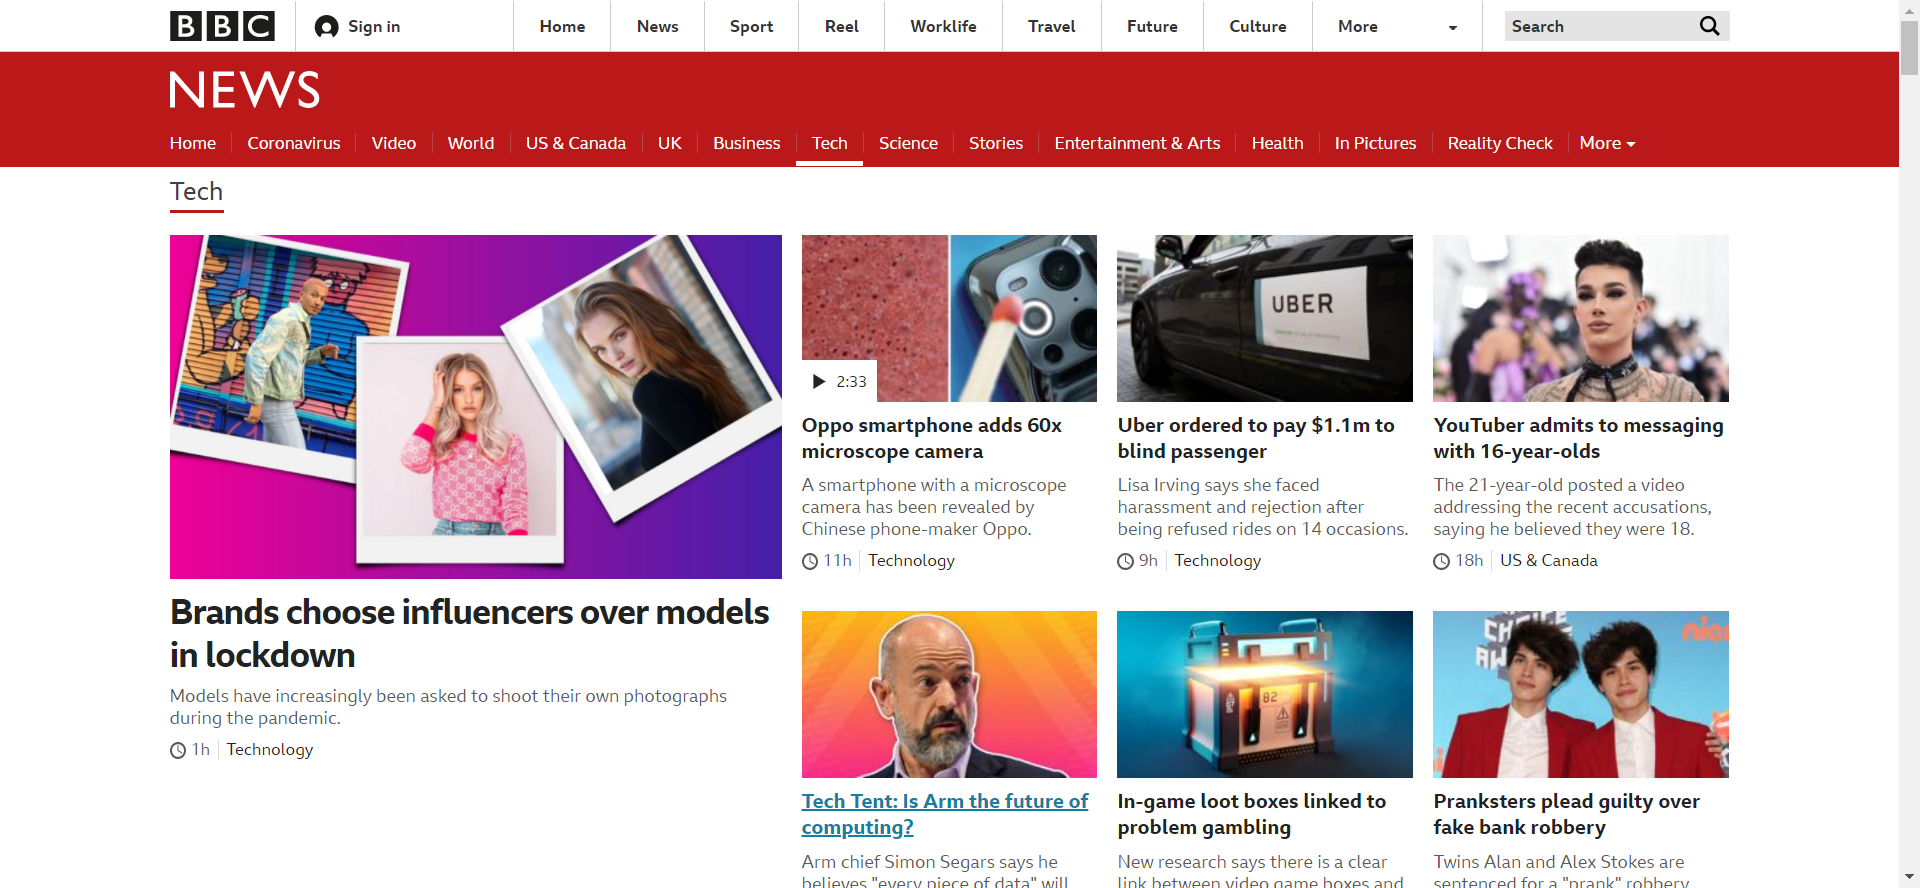 BBC
Sign in
Home
News
Sport
Reel
Worklife
Travel
Future
Culture
More
Search
NEWS
Home
Coronavirus
Video
World
US & Canada
UK
Business
Tech
Science
Stories
Entertainment & Arts
Health
In Pictures
Reality Check
More
Tech
Brands choose influencers over models
in lockdown
Models have increasingly been asked to shoot their own photographs
during the pandemic.
1h
Technology
2:33
Oppo smartphone adds 60x
microscope camera
A smartphone with a microscope
camera has been revealed by
Chinese phone-maker Oppo.
11h
Technology
UBER
Uber ordered to pay $1.1m to
blind passenger
Lisa Irving says she faced
harassment and rejection after
being refused rides on 14 occasions.
9h
Technology
YouTuber admits to messaging
with 16-year-olds
The 21-year-old posted a video
addressing the recent accusations,
saying he believed they were 18.
18h
US & Canada
Tech Tent: Is Arm the future of
computing?
Arm chief Simon Segars says he
believes "every piece of data" will
82
In-game loot boxes linked to
problem gambling
New research says there is a clear
link between video game boxes and
Pranksters plead guilty over
fake bank robbery
Twins Alan and Alex Stokes are
sentenced for a "prank" robbery